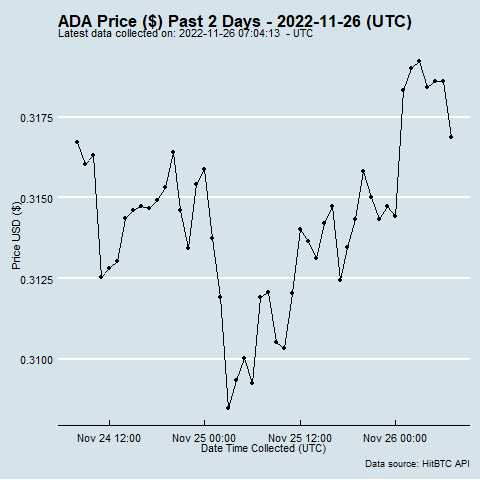 ADA Price ($) Past 2 Days - 2022-11-26 (UTC)
Latest data collected on: 2022-11-26 07:04:13  - UTC
Price USD ($)
0.3175
0.3150
0.3125
0.3100
Nov 24 12:00 Nov 25 00:00 Nov 25 12:00 Nov 26 00:00
Date Time Collected (UTC)
Data source: HitBTC API